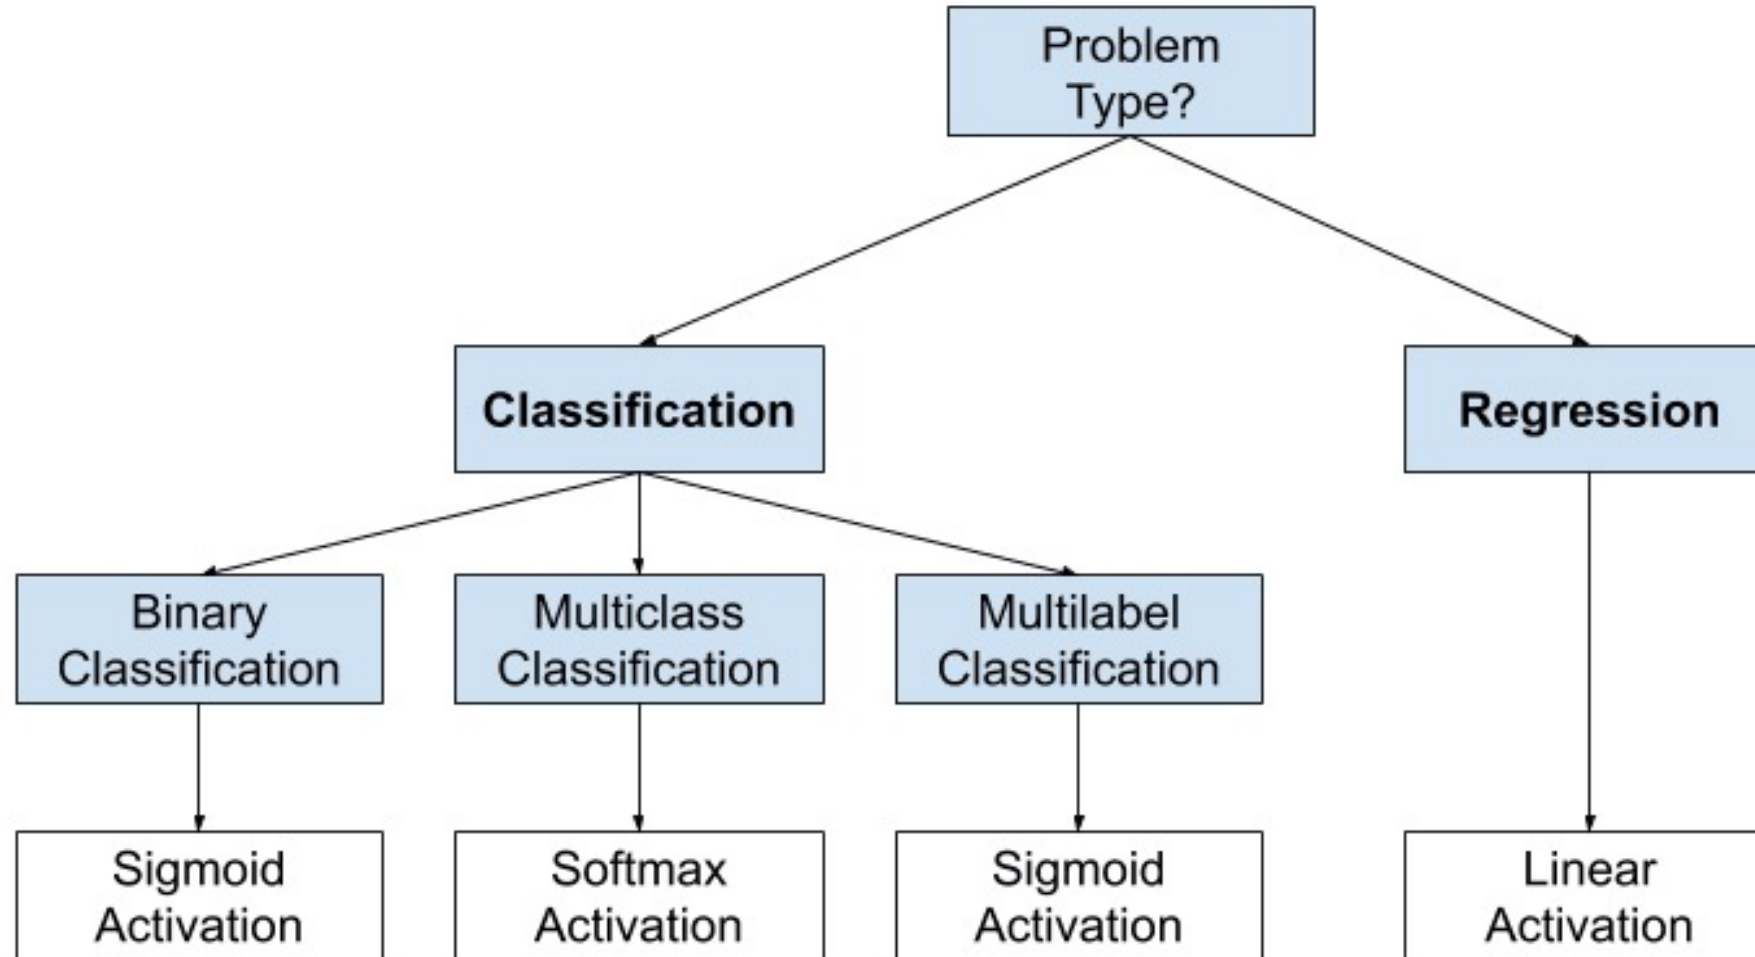 Problem
Type?
Classification
Regression
Binary
Classification
Multiclass
Classification
Multilabel
Classification
Sigmoid
Activation
Softmax
Activation
Sigmoid
Activation
Linear
Activation